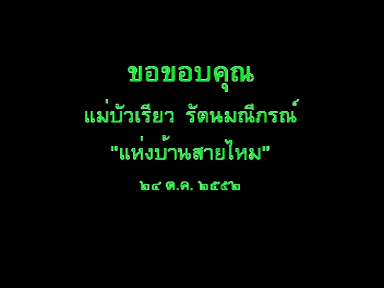 ขอขอบคุณ
แม่บัวเรียว รัตนมณีภรณ์
"แห่งบ้านสายไหม"
๒๔ ต.ค. ๒๕๕๒